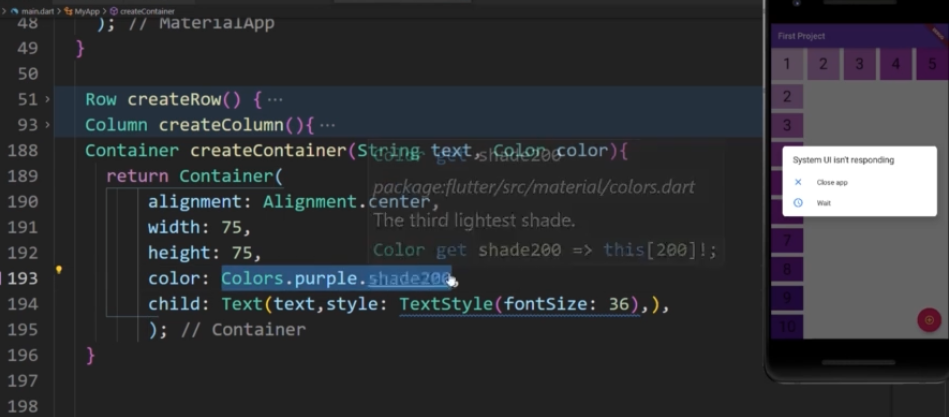 main.dart > MyApp > createContainer
48 ); // MaterialApp
49 }
50
51 > Row createRow() { ...
93 > Column createColumn(){ ...
188 Container createContainer(String text, Color color){
Color get shade200
189 return Container(
package:flutter/src/material/colors.dart
190 alignment: Alignment.center,
The third lightest shade.
191 width: 75,
192 height: 75,
Color get shade200 => this[200]!;
193 color: Colors.purple.shade200,
194 child: Text(text,style: TextStyle(fontSize: 36),),
195 ); // Container
196 }
197
198
First Project
1 2 3 4 5
2
3
System UI isn't responding
Close app
Wait
7
8
9
10